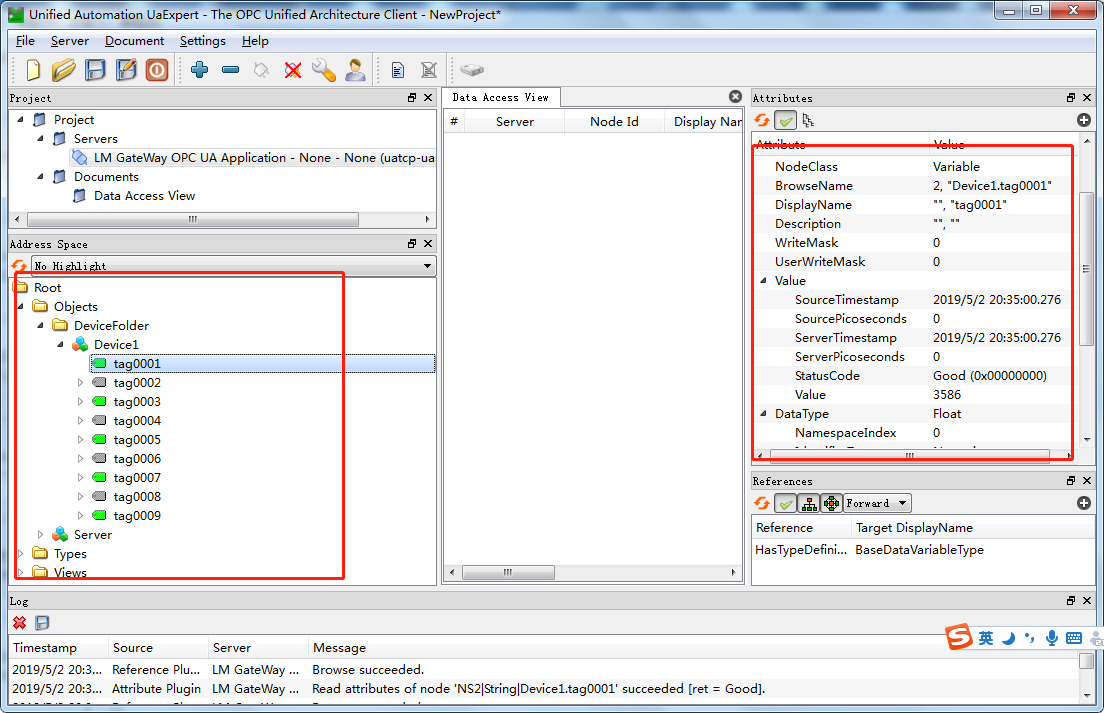 Unified Automation UaExpert - The OPC Unified Architecture Client - NewProject*
File Server Document Settings Help
Project
Project
Servers
LM GateWay OPC UA Application - None - None (uatcp-ua
Documents
Data Access View
Address Space
No Highlight
Root
Objects
DeviceFolder
Device1
tag0001
tag0002
tag0003
tag0004
tag0005
tag0006
tag0007
tag0008
tag0009
Server
Types
Views
Data Access View
# Server Node Id Display Nar
Attributes
Attribute Value
NodeClass Variable
BrowseName 2, "Device1.tag0001"
DisplayName "", "tag0001"
Description "", ""
WriteMask 0
UserWriteMask 0
Value
SourceTimestamp 2019/5/2 20:35:00.276
SourcePicoseconds 0
ServerTimestamp 2019/5/2 20:35:00.276
ServerPicoseconds 0
StatusCode Good (0x00000000)
Value 3586
DataType Float
NamespaceIndex 0
References
Forward
Reference Target DisplayName
HasTypeDefini... BaseDataVariableType
Log
Timestamp Source Server Message
2019/5/2 20:3... Reference Plu... LM GateWay ... Browse succeeded.
2019/5/2 20:3... Attribute Plugin LM GateWay ... Read attributes of node 'NS2|String|Device1.tag0001' succeeded [ret = Good].
S 英